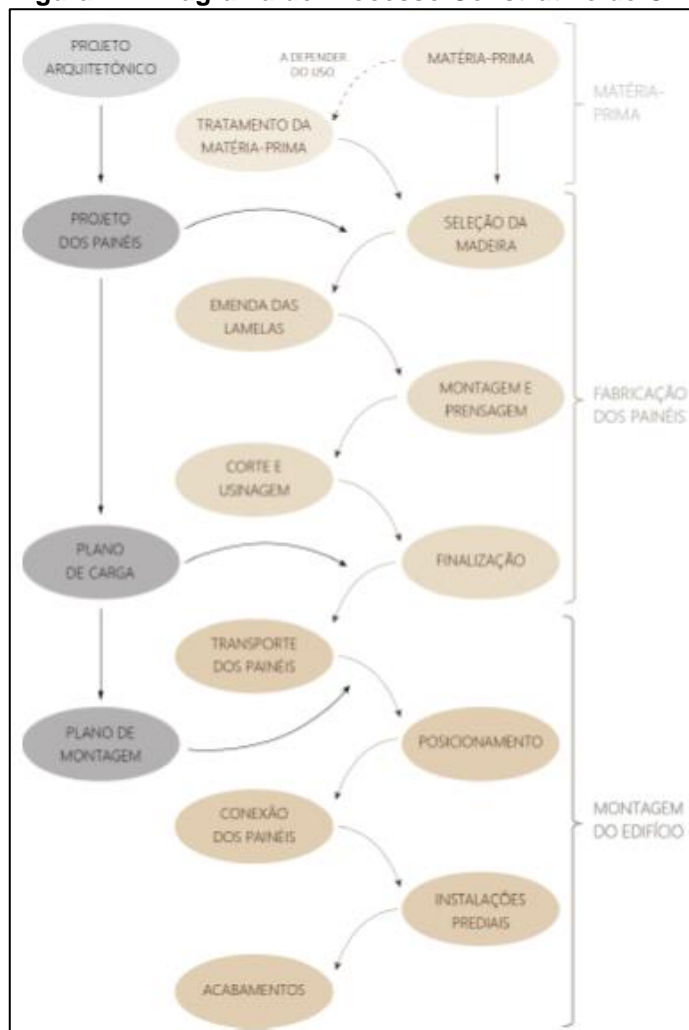 PROJETO
ARQUITETÔNICO
A DEPENDER
DO USO
MATÉRIA-PRIMA
MATÉRIA-
PRIMA
TRATAMENTO DA
MATÉRIA-PRIMA
PROJETO
DOS PAINÉIS
SELEÇÃO DA
MADEIRA
EMENDA DAS
LAMELAS
MONTAGEM E
PRENSAGEM
FABRICAÇÃO
DOS PAINÉIS
CORTE E
USINAGEM
PLANO
DE CARGA
FINALIZAÇÃO
TRANSPORTE
DOS PAINÉIS
PLANO DE
MONTAGEM
POSICIONAMENTO
CONEXÃO
DOS PAINÉIS
MONTAGEM
DO EDIFÍCIO
INSTALAÇÕES
PREDIAIS
ACABAMENTOS